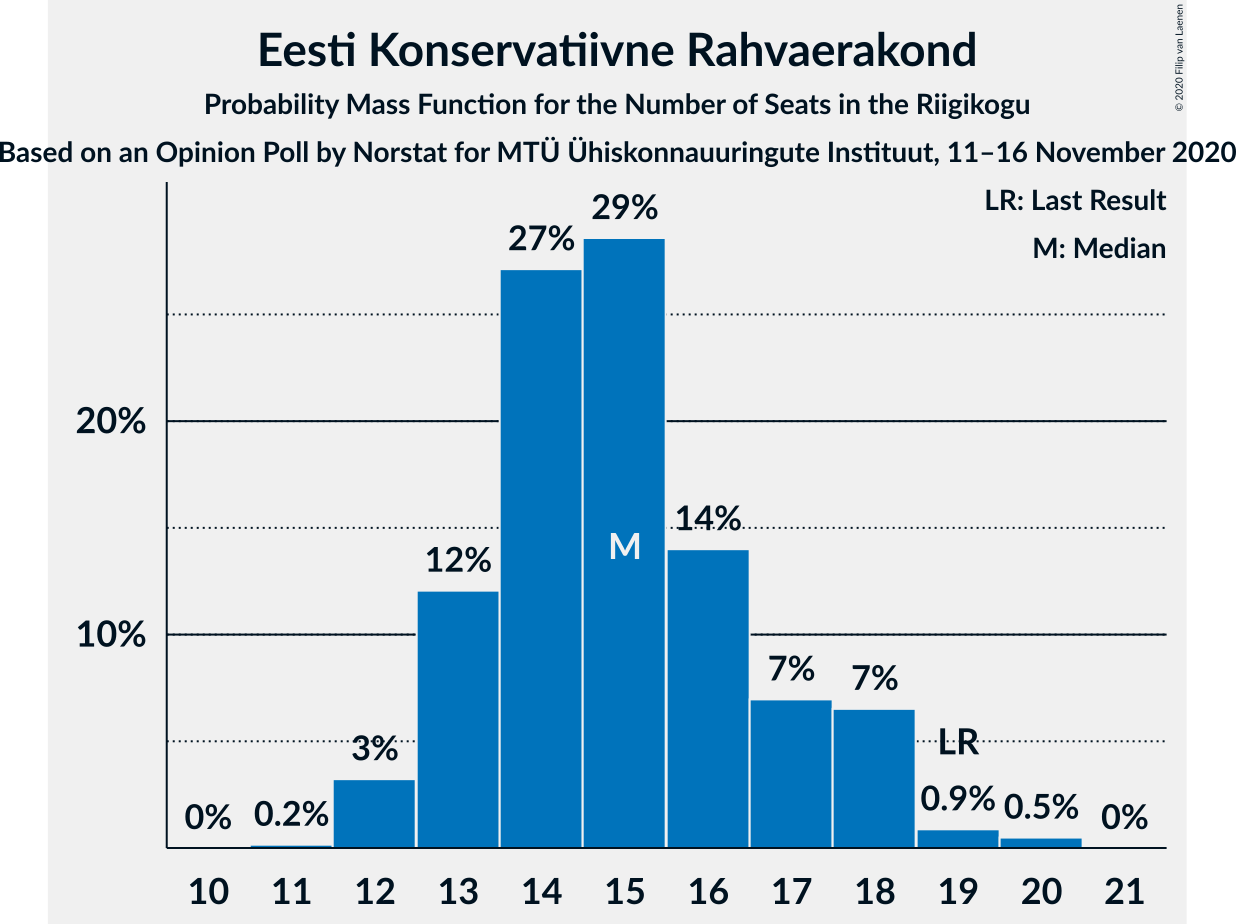 Eesti Konservatiivne Rahvaerakond
Probability Mass Function for the Number of Seats in the Riigikogu
Based on an Opinion Poll by Norstat for MTÜ Ühiskonnauuringute Instituut, 11–16 November 2020
© 2020 Filip van Laenen
LR: Last Result
M: Median
29%
27%
20%
14%
M
12%
10%
7%
7%
LR
3%
0.9%
0.5%
0.2%
0%
0%
10 11 12 13 14 15 16 17 18 19 20 21